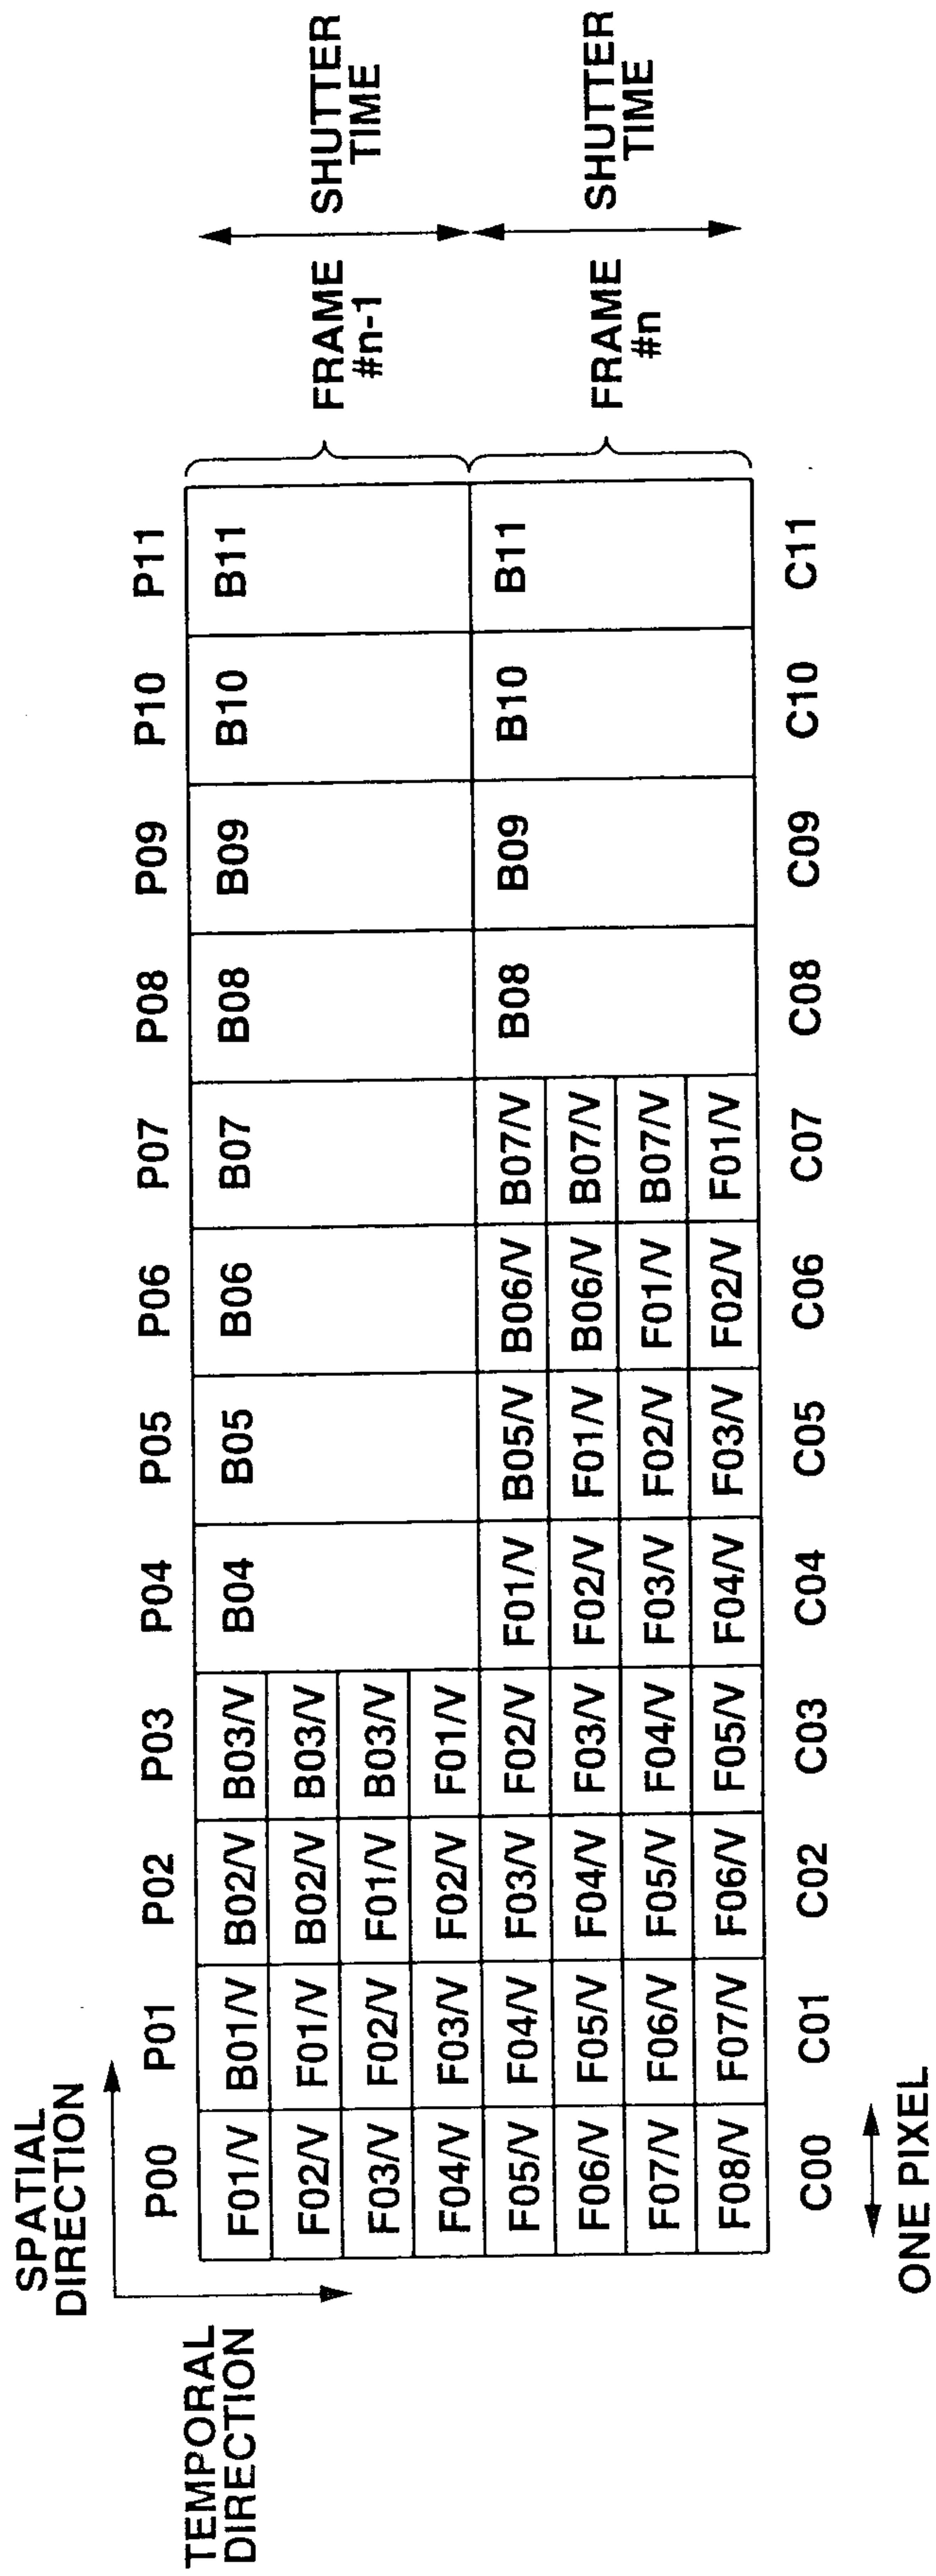 SPATIAL
DIRECTION
TEMPORAL
DIRECTION
P00 P01 P02 P03 P04 P05 P06 P07 P08 P09 P10 P11
F01/V B01/V B02/V B03/V B04 B05 B06 B07 B08 B09 B10 B11
F02/V F01/V B02/V B03/V
F03/V F02/V F01/V B03/V
F04/V F03/V F02/V F01/V
FRAME
#n-1
SHUTTER
TIME
F05/V F04/V F03/V F02/V F01/V B05/V B06/V B07/V B08 B09 B10 B11
F06/V F05/V F04/V F03/V F02/V F01/V B06/V B07/V
F07/V F06/V F05/V F04/V F03/V F02/V F01/V B07/V
F08/V F07/V F06/V F05/V F04/V F03/V F02/V F01/V
FRAME
#n
SHUTTER
TIME
C00 C01 C02 C03 C04 C05 C06 C07 C08 C09 C10 C11
ONE PIXEL